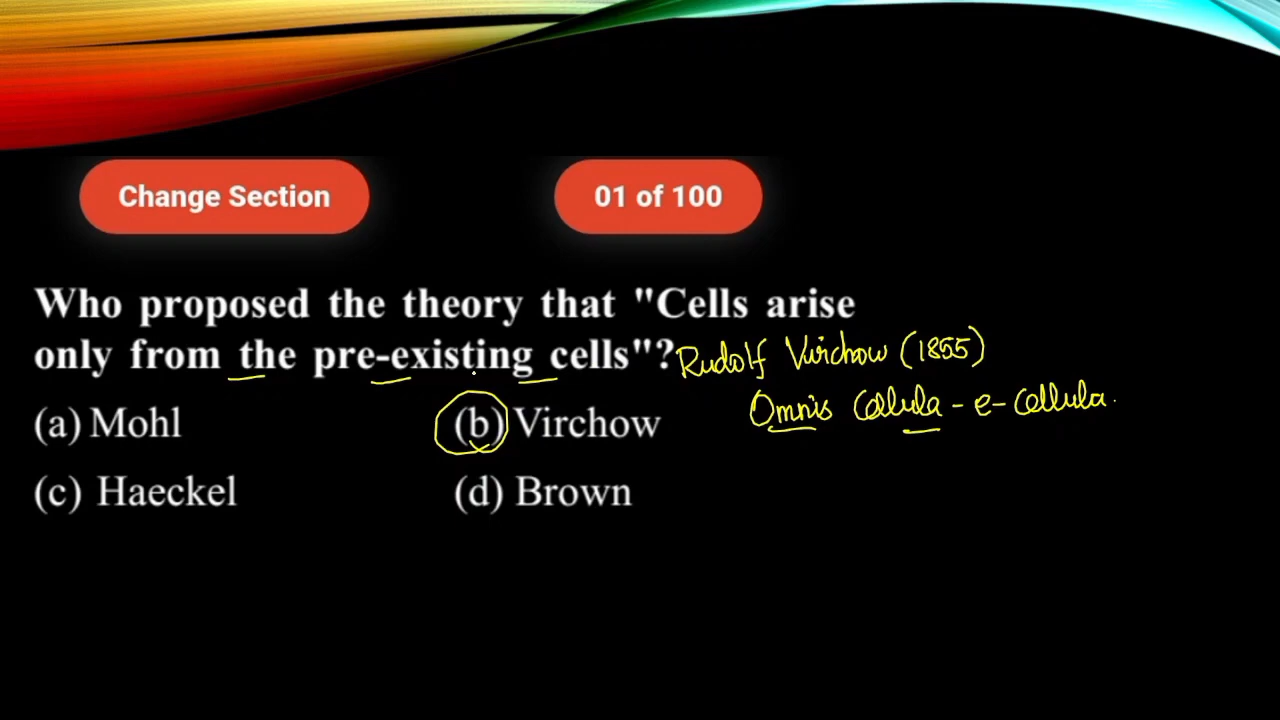 Change Section
01 of 100
Who proposed the theory that "Cells arise
only from the pre-existing cells"?
Rudolf Virchow (1855)
Omnis Cellula - e - Cellula.
(a) Mohl
(b) Virchow
(c) Haeckel
(d) Brown